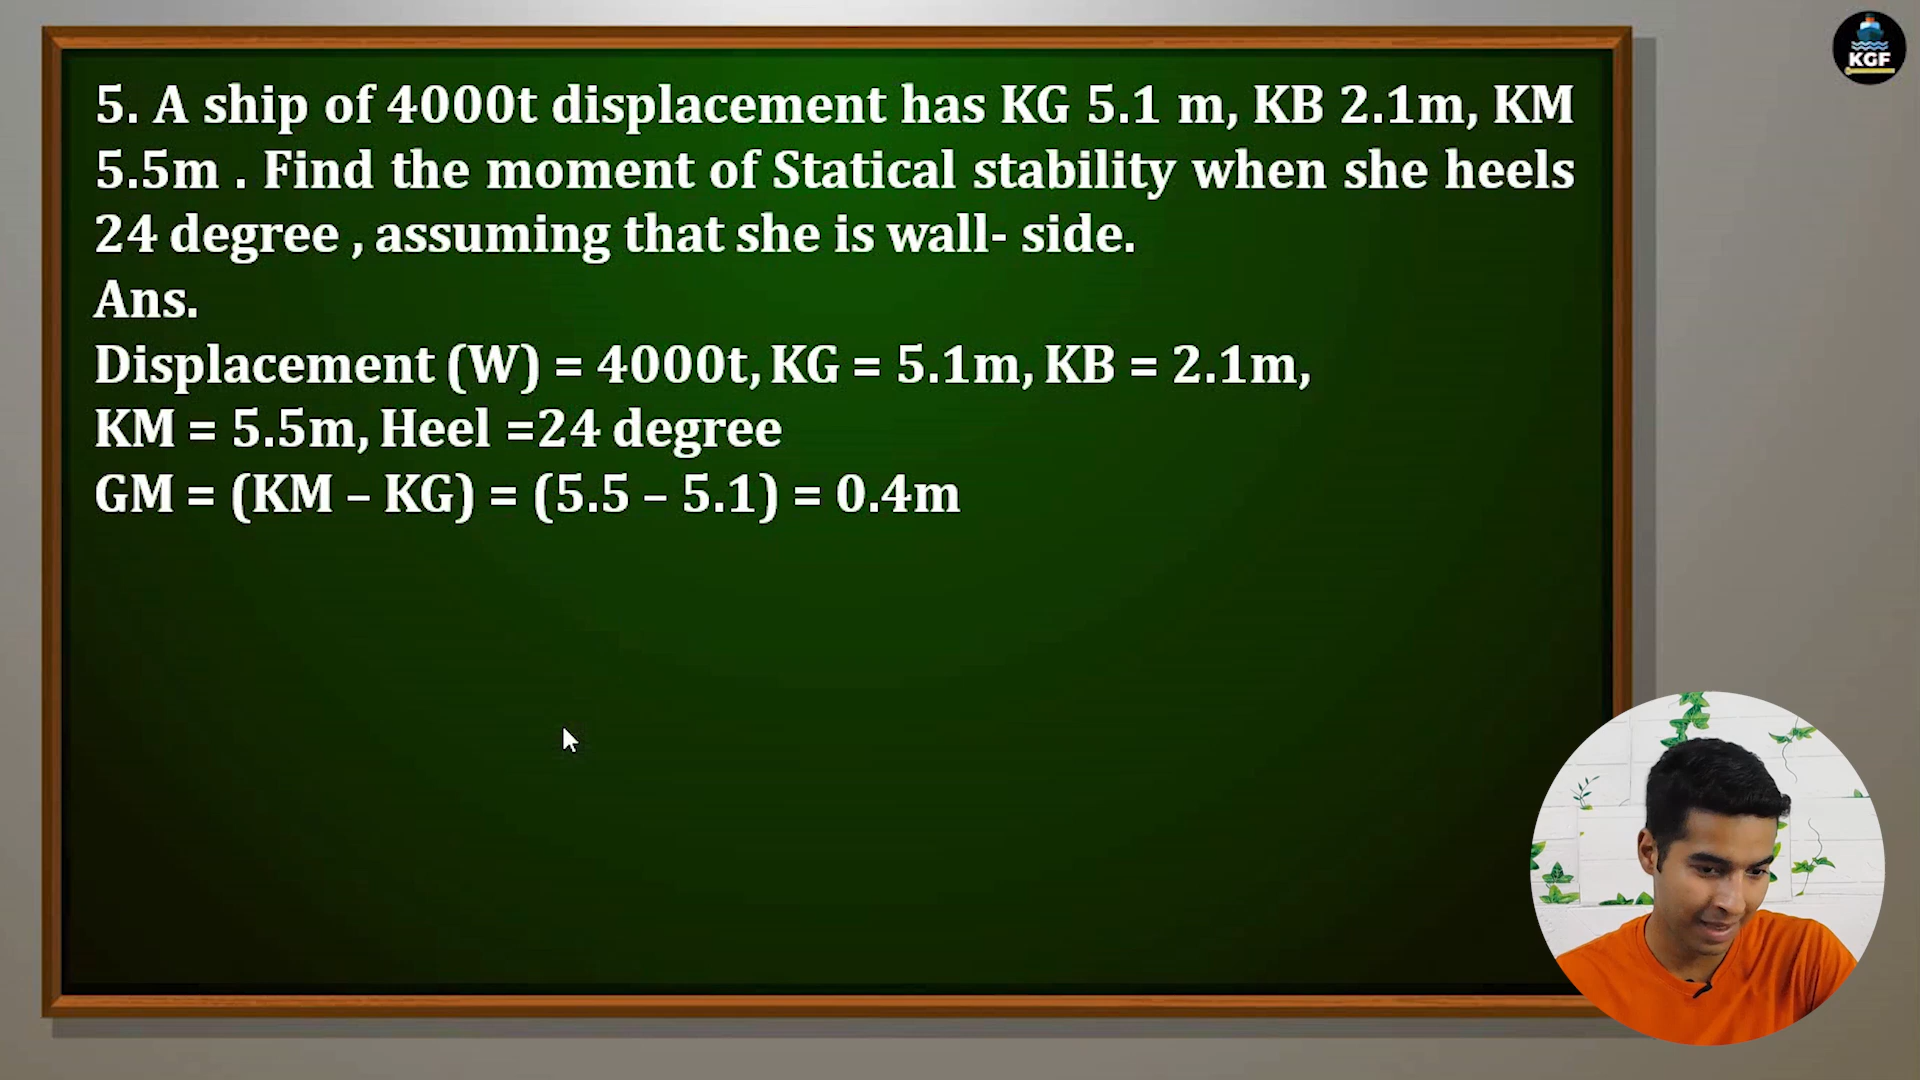 KGF
5. A ship of 4000t displacement has KG 5.1 m, KB 2.1m, KM
5.5m . Find the moment of Statical stability when she heels
24 degree , assuming that she is wall- side.
Ans.
Displacement (W) = 4000t, KG = 5.1m, KB = 2.1m,
KM = 5.5m, Heel =24 degree
GM = (KM – KG) = (5.5 – 5.1) = 0.4m